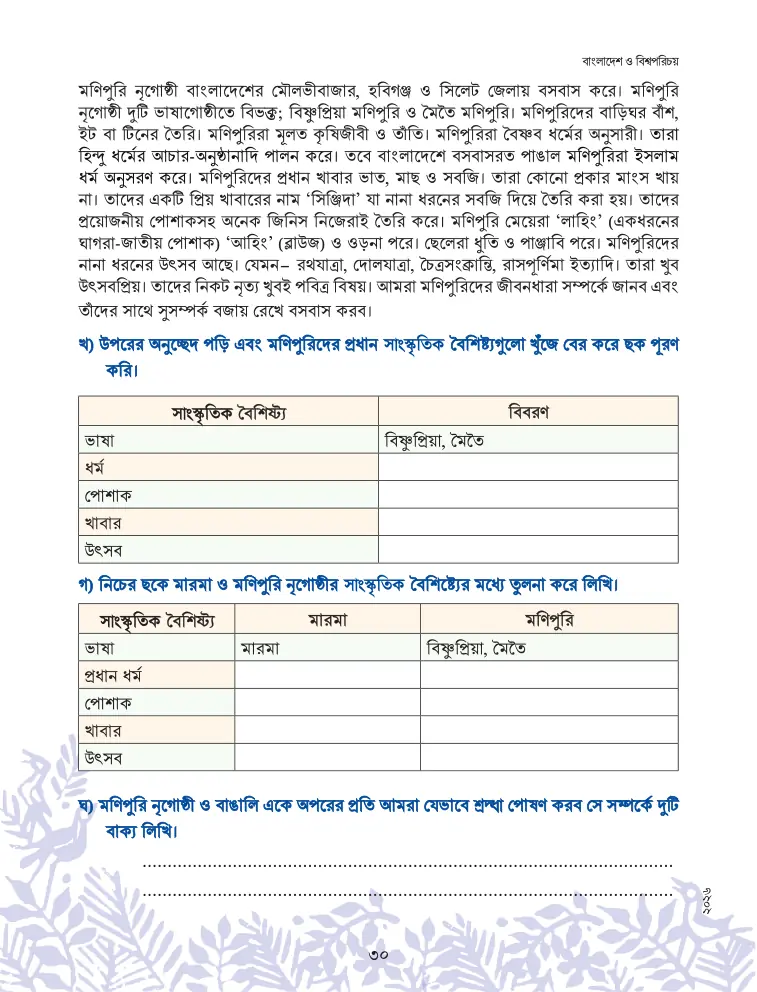 বাংলাদেশ ও বিশ্বপরিচয়
মণিপুরি নৃগোষ্ঠী বাংলাদেশের মৌলভীবাজার, হবিগঞ্জ ও সিলেট জেলায় বসবাস করে। মণিপুরি
নৃগোষ্ঠী দুটি ভাষাগোষ্ঠীতে বিভক্ত; বিষ্ণুপ্রিয়া মণিপুরি ও মৈতৈ মণিপুরি। মণিপুরিদের বাড়িঘর বাঁশ,
ইট বা টিনের তৈরি। মণিপুরিরা মূলত কৃষিজীবী ও তাঁতি। মণিপুরিরা বৈষ্ণব ধর্মের অনুসারী। তারা
হিন্দু ধর্মের আচার-অনুষ্ঠানাদি পালন করে। তবে বাংলাদেশে বসবাসরত পাঙাল মণিপুরিরা ইসলাম
ধর্ম অনুসরণ করে। মণিপুরিদের প্রধান খাবার ভাত, মাছ ও সবজি। তারা কোনো প্রকার মাংস খায়
না। তাদের একটি প্রিয় খাবারের নাম ‘সিঞ্জিদা’ যা নানা ধরনের সবজি দিয়ে তৈরি করা হয়। তাদের
প্রয়োজনীয় পোশাকসহ অনেক জিনিস নিজেরাই তৈরি করে। মণিপুরি মেয়েরা ‘লাহিং’ (একধরনের
ঘাগরা-জাতীয় পোশাক) ‘আহিং’ (ব্লাউজ) ও ওড়না পরে। ছেলেরা ধুতি ও পাঞ্জাবি পরে। মণিপুরিদের
নানা ধরনের উৎসব আছে। যেমন– রথযাত্রা, দোলযাত্রা, চৈত্রসংক্রান্তি, রাসপূর্ণিমা ইত্যাদি। তারা খুব
উৎসবপ্রিয়। তাদের নিকট নৃত্য খুবই পবিত্র বিষয়। আমরা মণিপুরিদের জীবনধারা সম্পর্কে জানব এবং
তাঁদের সাথে সুসম্পর্ক বজায় রেখে বসবাস করব।
খ) উপরের অনুচ্ছেদ পড়ি এবং মণিপুরিদের প্রধান সাংস্কৃতিক বৈশিষ্ট্যগুলো খুঁজে বের করে ছক পূরণ
করি।
সাংস্কৃতিক বৈশিষ্ট্য বিবরণ
ভাষা বিষ্ণুপ্রিয়া, মৈতৈ
ধর্ম
পোশাক
খাবার
উৎসব
গ) নিচের ছকে মারমা ও মণিপুরি নৃগোষ্ঠীর সাংস্কৃতিক বৈশিষ্ট্যের মধ্যে তুলনা করে লিখি।
সাংস্কৃতিক বৈশিষ্ট্য মারমা মণিপুরি
ভাষা মারমা বিষ্ণুপ্রিয়া, মৈতৈ
প্রধান ধর্ম
পোশাক
খাবার
উৎসব
ঘ) মণিপুরি নৃগোষ্ঠী ও বাঙালি একে অপরের প্রতি আমরা যেভাবে শ্রদ্ধা পোষণ করব সে সম্পর্কে দুটি
বাক্য লিখি।
২০২৬
৩০